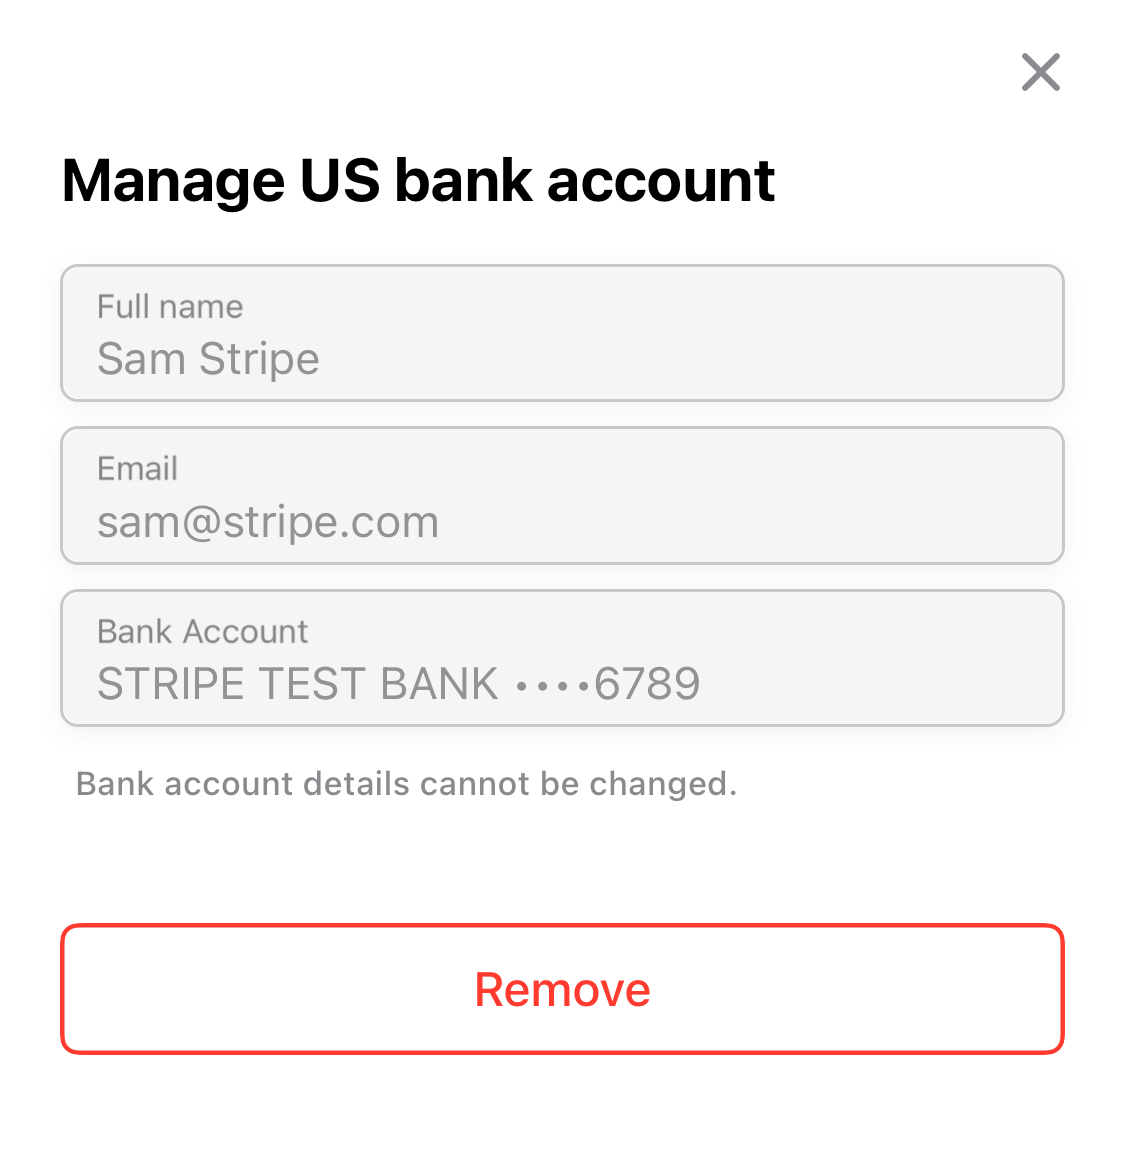 Manage US bank account
Full name
Sam Stripe
Email
sam@stripe.com
Bank Account
STRIPE TEST BANK ••••6789
Bank account details cannot be changed.
Remove